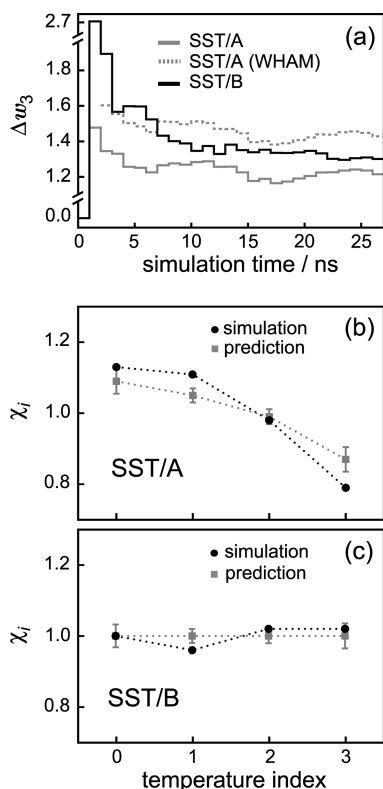 (a)
SST/A
SST/A (WHAM)
SST/B
Δw₃
2.7
1.8
1.6
1.4
1.2
0.0
0 5 10 15 20 25
simulation time / ns
(b)
simulation
prediction
χᵢ
1.2
1.0
0.8
SST/A
(c)
simulation
prediction
χᵢ
1.2
1.0
0.8
SST/B
0 1 2 3
temperature index